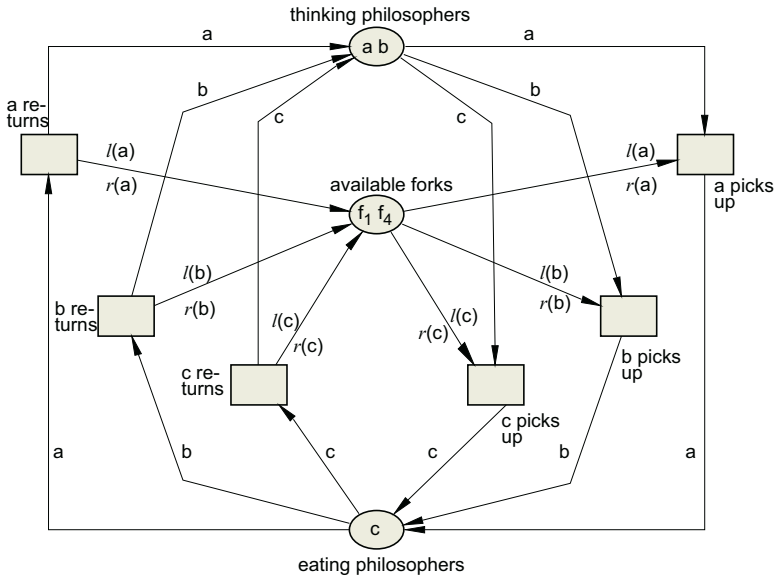 thinking philosophers
a
a b
a
b
b
c
c
a re-
turns
l(a)
r(a)
l(a)
r(a)
a picks
up
available forks
f1 f4
l(b)
r(b)
l(b)
r(b)
b re-
turns
l(c)
r(c)
l(c)
r(c)
b picks
up
c re-
turns
c picks
up
a
b
c
c
b
a
c
eating philosophers